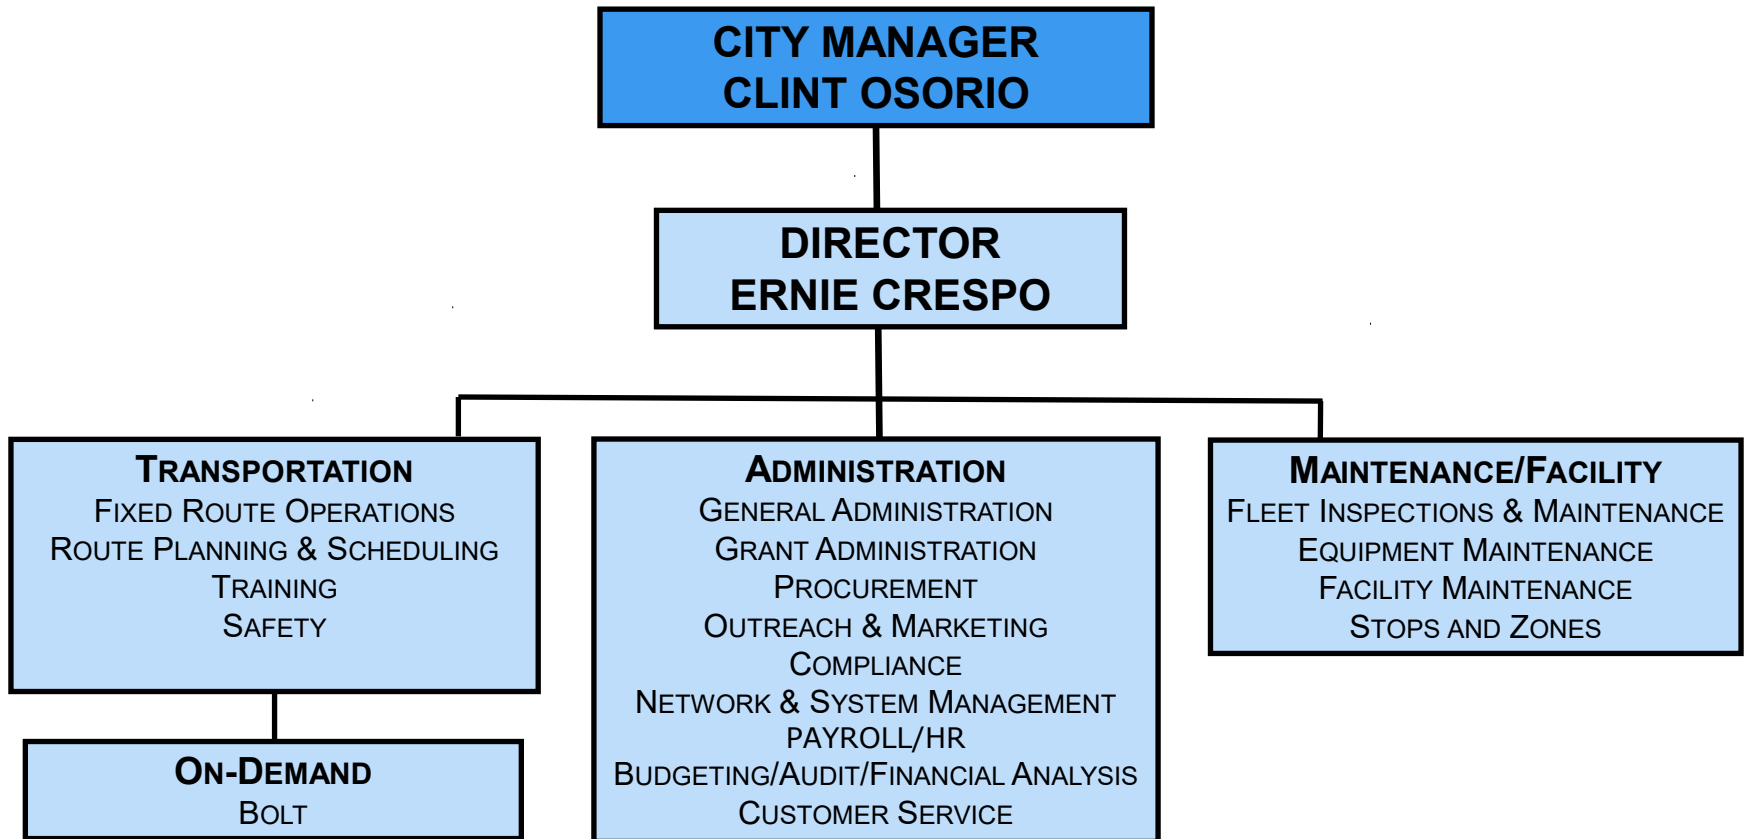 CITY MANAGER
CLINT OSORIO
DIRECTOR
ERNIE CRESPO
TRANSPORTATION
FIXED ROUTE OPERATIONS
ROUTE PLANNING & SCHEDULING
TRAINING
SAFETY
ON-DEMAND
BOLT
ADMINISTRATION
GENERAL ADMINISTRATION
GRANT ADMINISTRATION
PROCUREMENT
OUTREACH & MARKETING
COMPLIANCE
NETWORK & SYSTEM MANAGEMENT
PAYROLL/HR
BUDGETING/AUDIT/FINANCIAL ANALYSIS
CUSTOMER SERVICE
MAINTENANCE/FACILITY
FLEET INSPECTIONS & MAINTENANCE
EQUIPMENT MAINTENANCE
FACILITY MAINTENANCE
STOPS AND ZONES